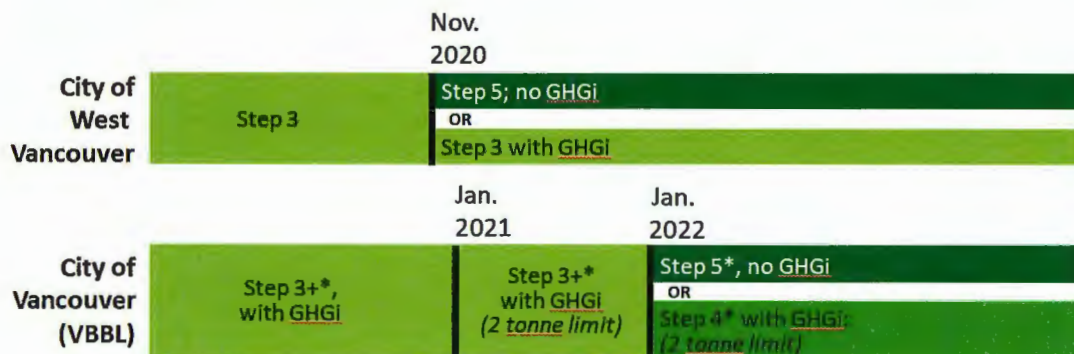 Nov.
2020
City of
West
Vancouver
Step 3
Step 5; no GHGi
OR
Step 3 with GHGi
Jan.
2021
Jan.
2022
City of
Vancouver
(VBBL)
Step 3+*,
with GHGi
Step 3+*
with GHGi
(2 tonne limit)
Step 5*, no GHGi
OR
Step 4* with GHGi:
(2 tonne limit)